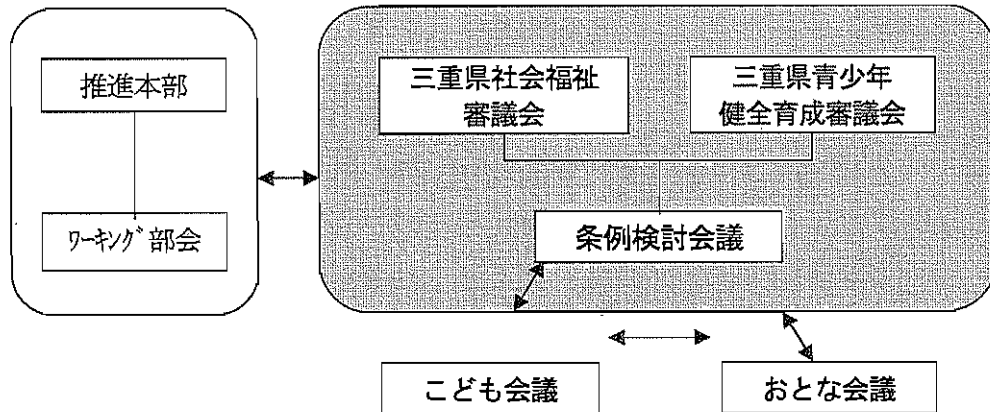 推進本部
ﾜｰｷﾝｸﾞ部会
三重県社会福祉
審議会
三重県青少年
健全育成審議会
条例検討会議
こども会議
おとな会議